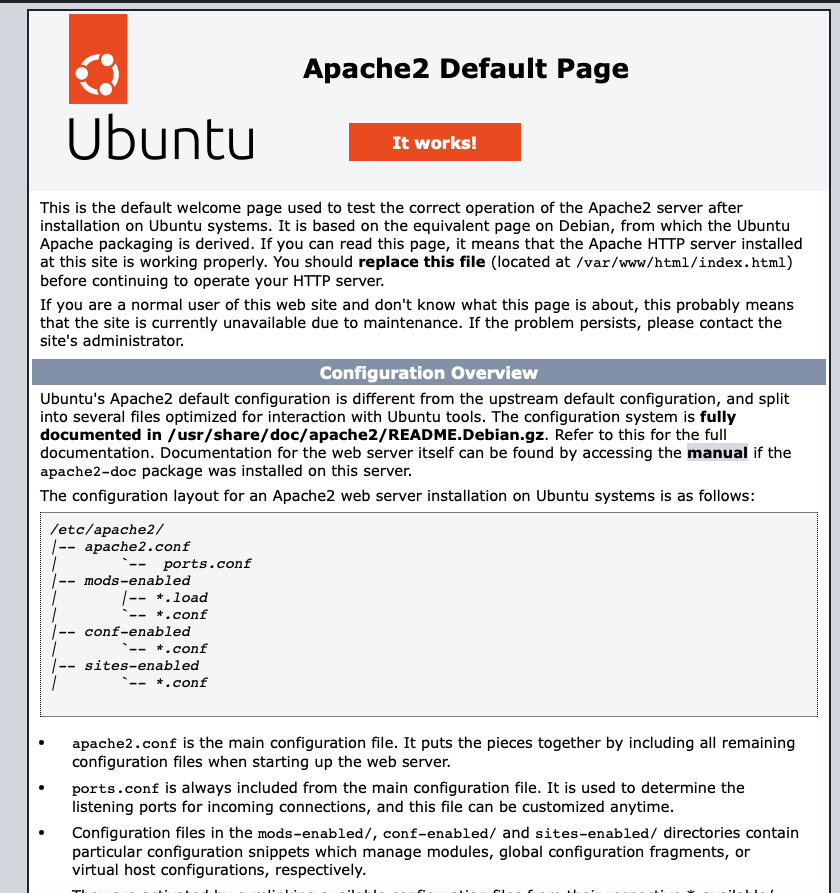 Apache2 Default Page
Ubuntu
It works!
This is the default welcome page used to test the correct operation of the Apache2 server after
installation on Ubuntu systems. It is based on the equivalent page on Debian, from which the Ubuntu
Apache packaging is derived. If you can read this page, it means that the Apache HTTP server installed
at this site is working properly. You should replace this file (located at /var/www/html/index.html)
before continuing to operate your HTTP server.
If you are a normal user of this web site and don't know what this page is about, this probably means
that the site is currently unavailable due to maintenance. If the problem persists, please contact the
site's administrator.
Configuration Overview
Ubuntu's Apache2 default configuration is different from the upstream default configuration, and split
into several files optimized for interaction with Ubuntu tools. The configuration system is fully
documented in /usr/share/doc/apache2/README.Debian.gz. Refer to this for the full
documentation. Documentation for the web server itself can be found by accessing the manual if the
apache2-doc package was installed on this server.
The configuration layout for an Apache2 web server installation on Ubuntu systems is as follows:
/etc/apache2/
|-- apache2.conf
|       `--  ports.conf
|-- mods-enabled
|       |-- *.load
|       `-- *.conf
|-- conf-enabled
|       `-- *.conf
|-- sites-enabled
|       `-- *.conf
• apache2.conf is the main configuration file. It puts the pieces together by including all remaining
configuration files when starting up the web server.
• ports.conf is always included from the main configuration file. It is used to determine the
listening ports for incoming connections, and this file can be customized anytime.
• Configuration files in the mods-enabled/, conf-enabled/ and sites-enabled/ directories contain
particular configuration snippets which manage modules, global configuration fragments, or
virtual host configurations, respectively.